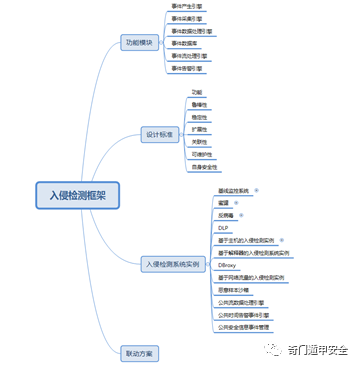 入侵检测框架
功能模块
事件产生引擎
事件采集引擎
事件数据处理引擎
事件数据库
事件流处理引擎
事件告警引擎
设计标准
功能
鲁棒性
稳定性
扩展性
关联性
可维护性
自身安全性
入侵检测系统实例
基线监控系统
蜜罐
反病毒
DLP
基于主机的入侵检测实例
基于解释器的入侵检测系统实例
DBroxy
基于网络流量的入侵检测实例
恶意样本沙箱
公共流数据处理引擎
公共时间告警事件引擎
公共安全信息事件管理
联动方案
奇门遁甲安全